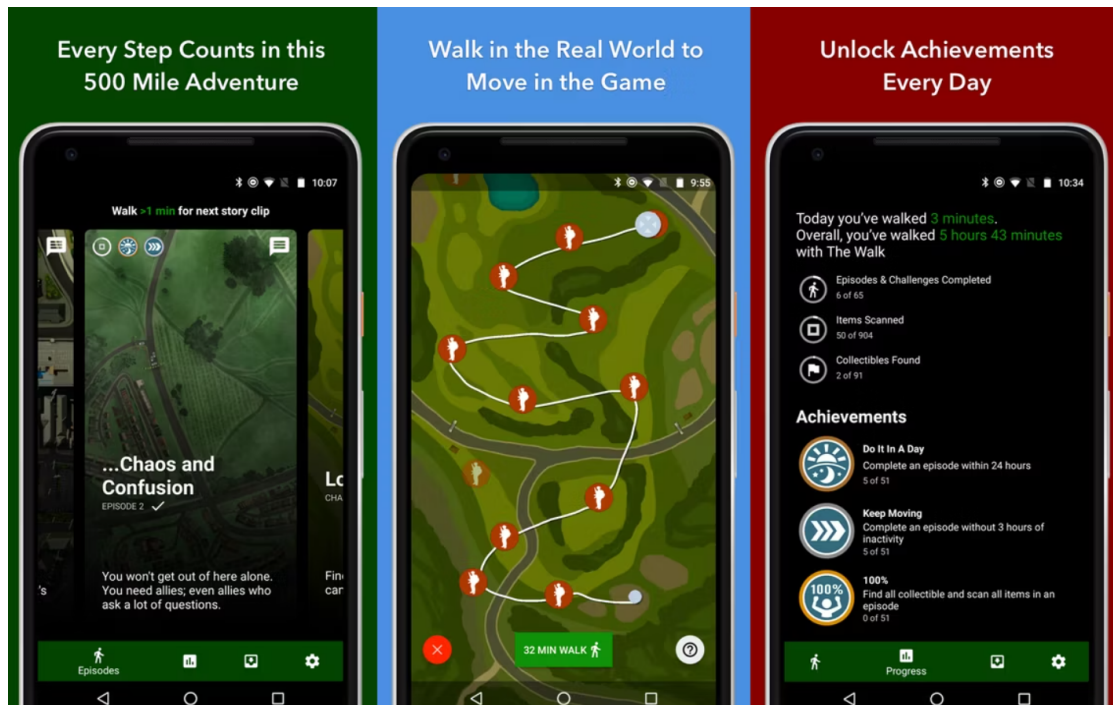 Every Step Counts in this
500 Mile Adventure
10:07
Walk >1 min for next story clip
...Chaos and
Confusion
EPISODE 2
You won't get out of here alone.
You need allies; even allies who
ask a lot of questions.
's
Lo
CHA
Fin
car
Episodes
Walk in the Real World to
Move in the Game
9:55
32 MIN WALK
Unlock Achievements
Every Day
10:34
Today you've walked 3 minutes.
Overall, you've walked 5 hours 43 minutes
with The Walk
Episodes & Challenges Completed
6 of 65
Items Scanned
50 of 904
Collectibles Found
2 of 91
Achievements
Do It In A Day
Complete an episode within 24 hours
5 of 51
Keep Moving
Complete an episode without 3 hours of
inactivity
5 of 51
100%
100%
Find all collectible and scan all items in an
episode
0 of 51
Progress